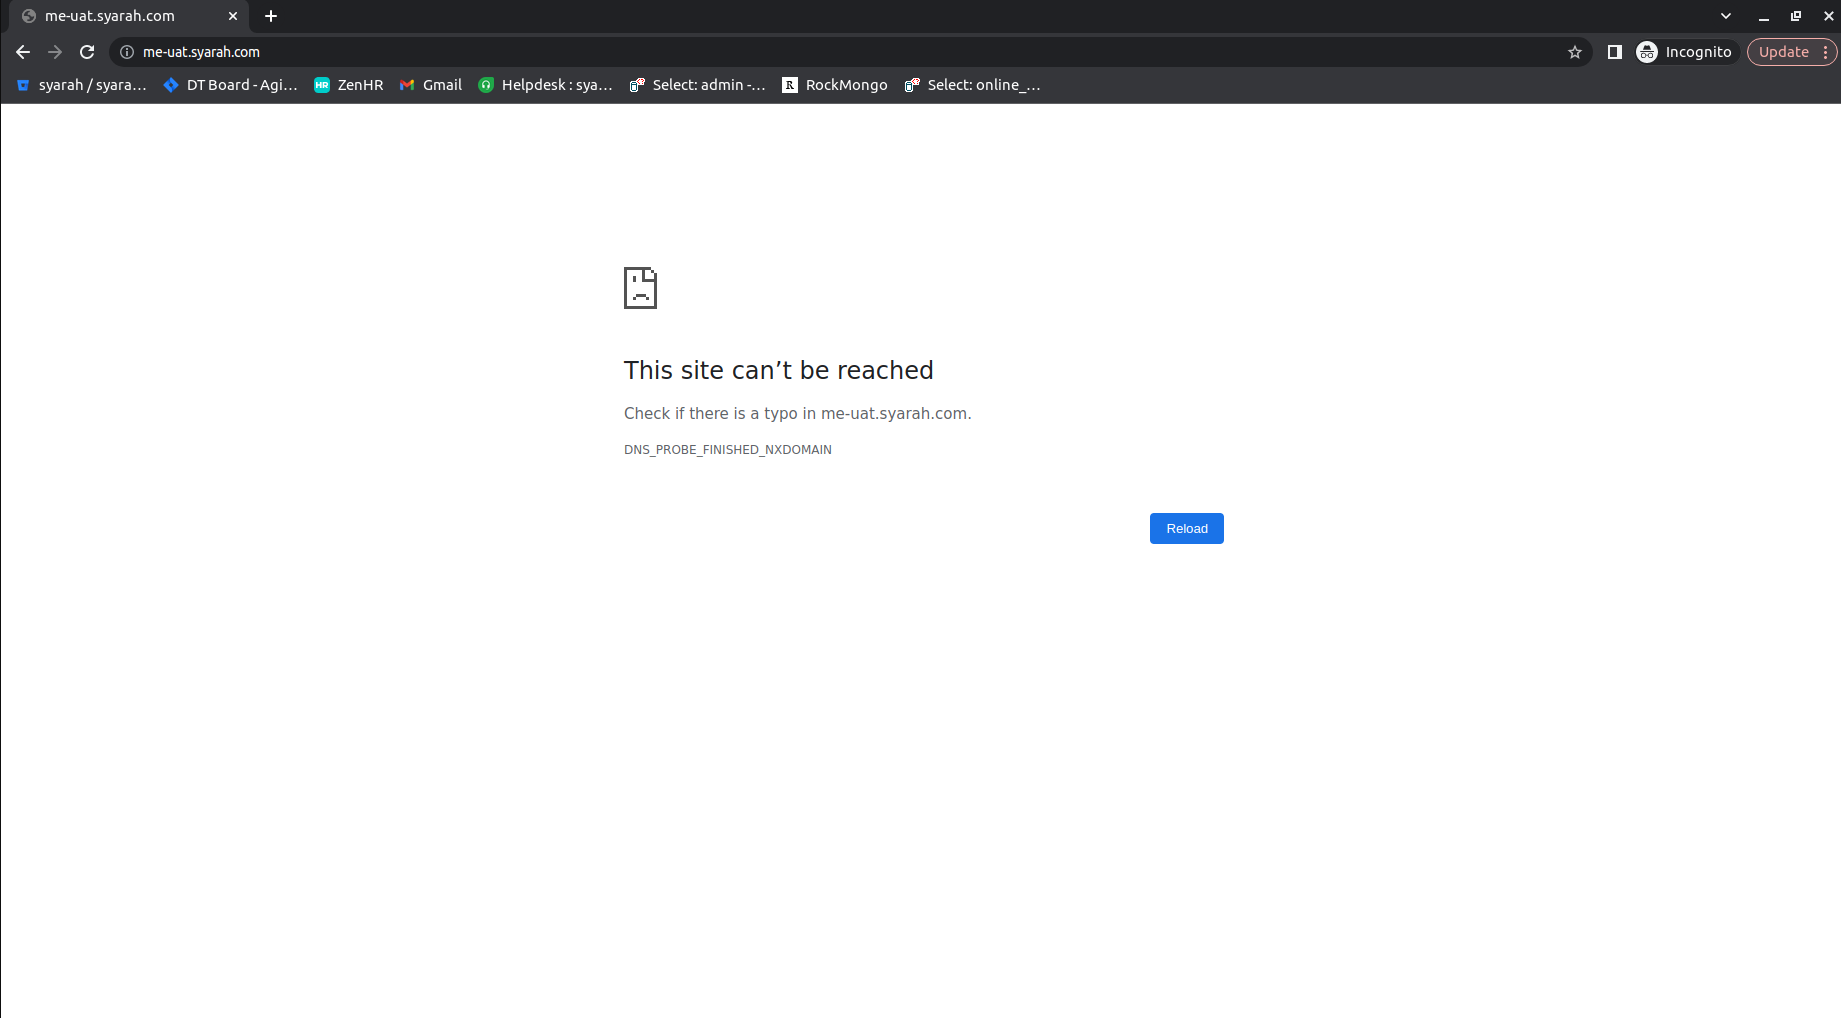 me-uat.syarah.com
me-uat.syarah.com
Incognito
Update
syarah / syara...
DT Board - Agi...
HR
ZenHR
Gmail
Helpdesk : sya...
Select: admin -...
R
RockMongo
Select: online_...
This site can’t be reached
Check if there is a typo in me-uat.syarah.com.
DNS_PROBE_FINISHED_NXDOMAIN
Reload